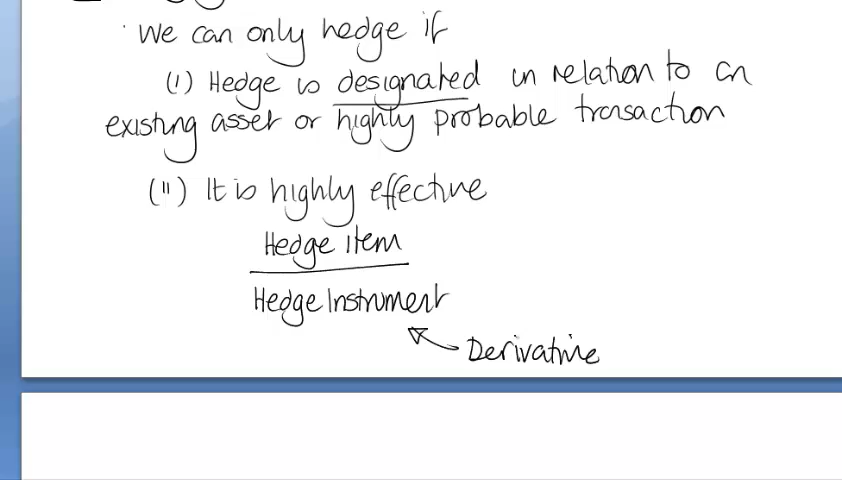 We can only hedge if
(i) Hedge is designated in relation to an
existing asset or highly probable transaction
(ii) It is highly effective
Hedge item
Hedge Instrument
Derivative